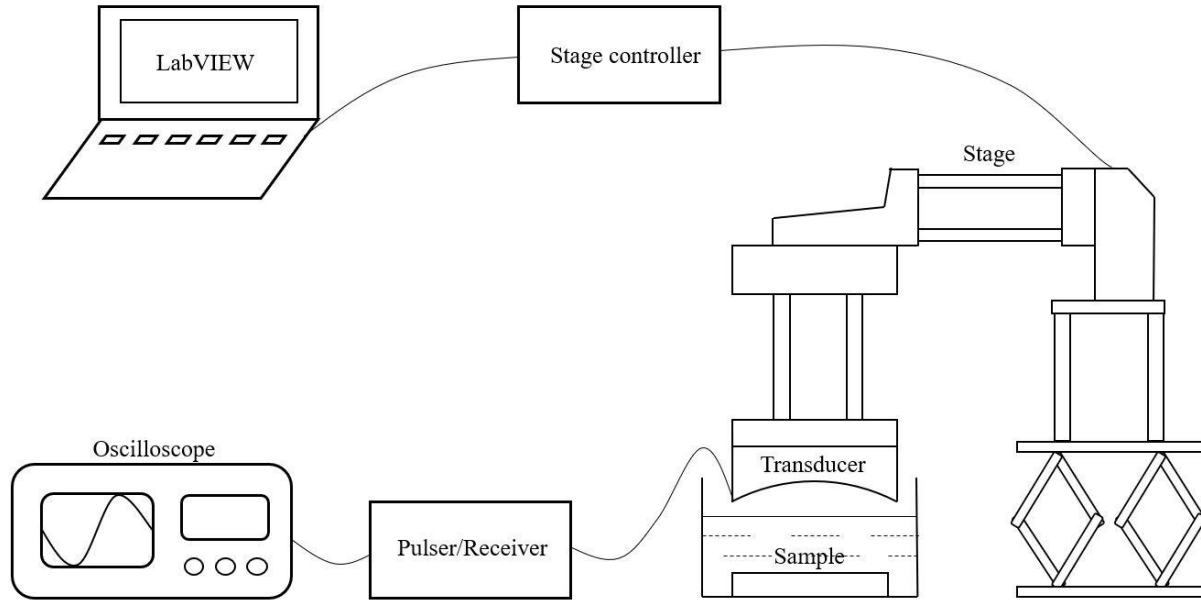 LabVIEW
Stage controller
Stage
Oscilloscope
Transducer
Pulser/Receiver
Sample